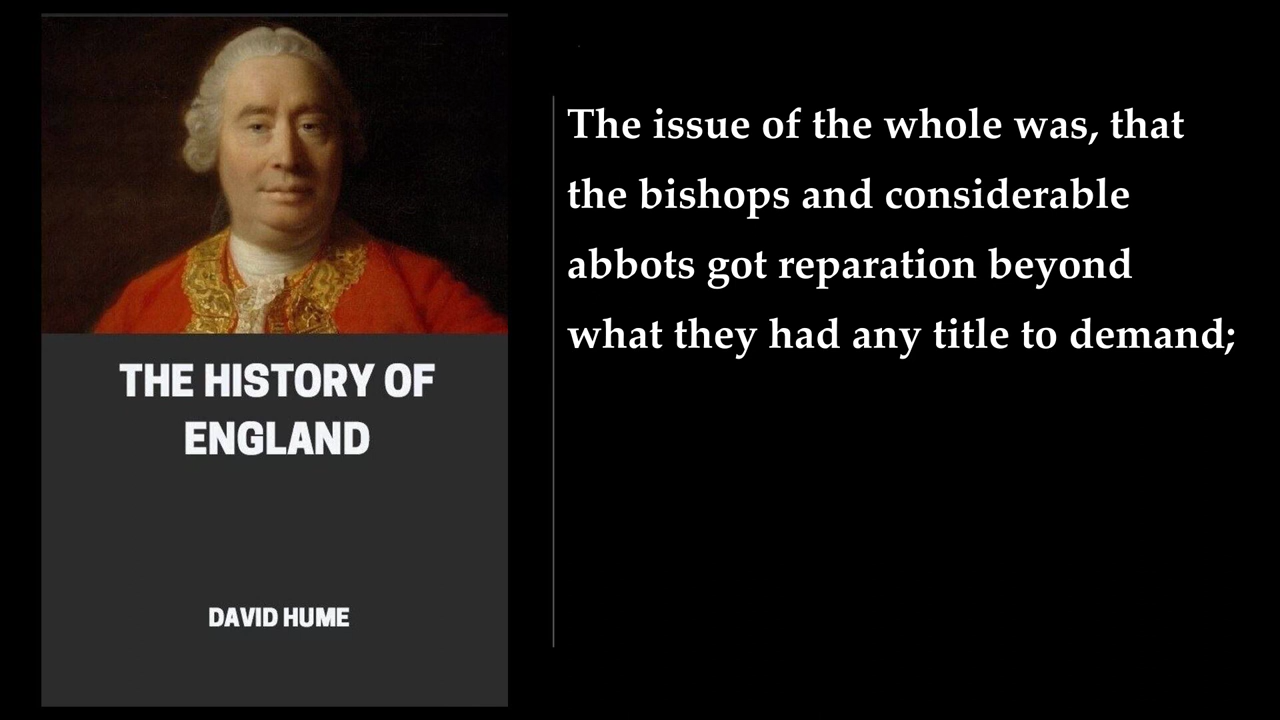 THE HISTORY OF
ENGLAND
DAVID HUME
The issue of the whole was, that
the bishops and considerable
abbots got reparation beyond
what they had any title to demand;